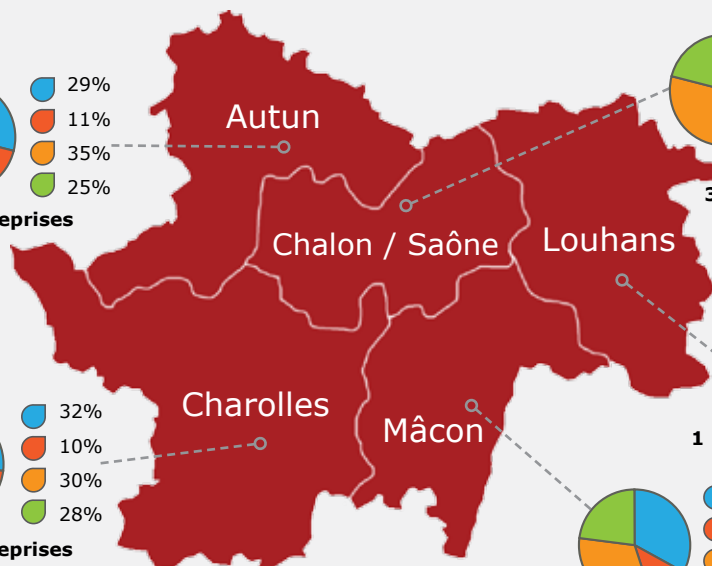 29%
11%
35%
25%
eprises
Autun
Chalon / Saône
Louhans
3
Charolles
Mâcon
32%
10%
30%
28%
eprises
1